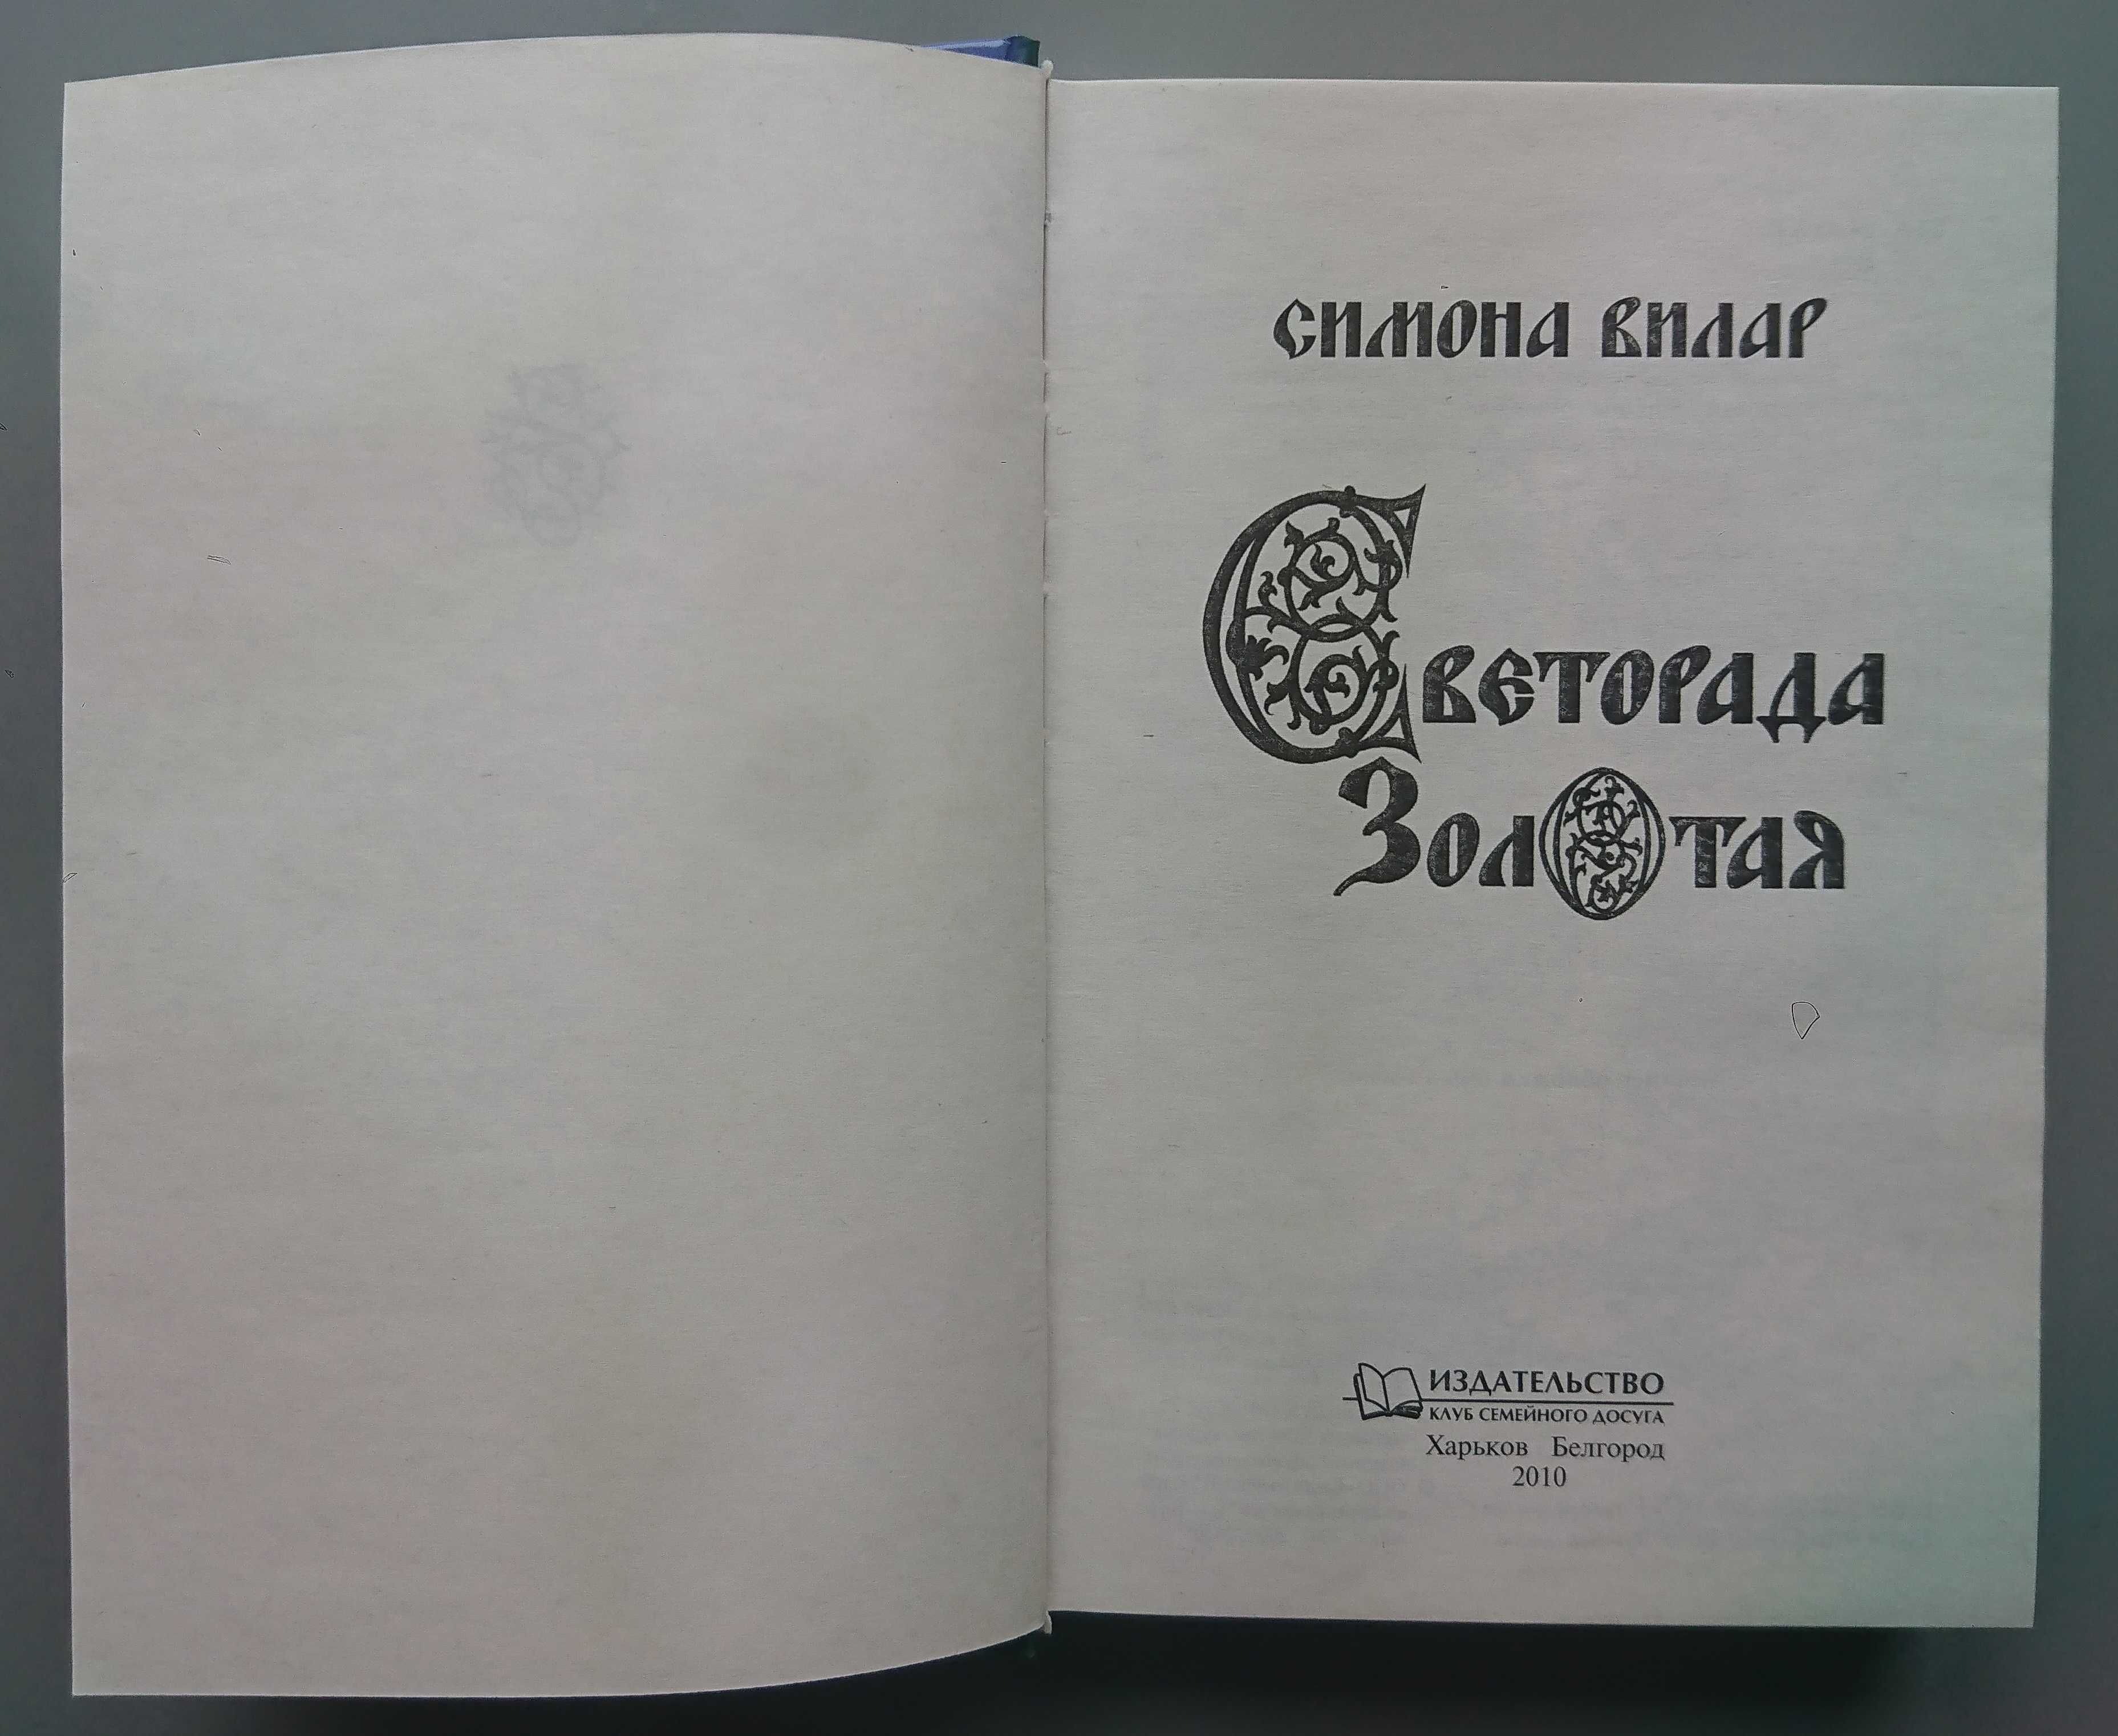 СИМОНА ВИЛАР
Светорада
Золотая
ИЗДАТЕЛЬСТВО
КЛУБ СЕМЕЙНОГО ДОСУГА
Харьков Белгород
2010